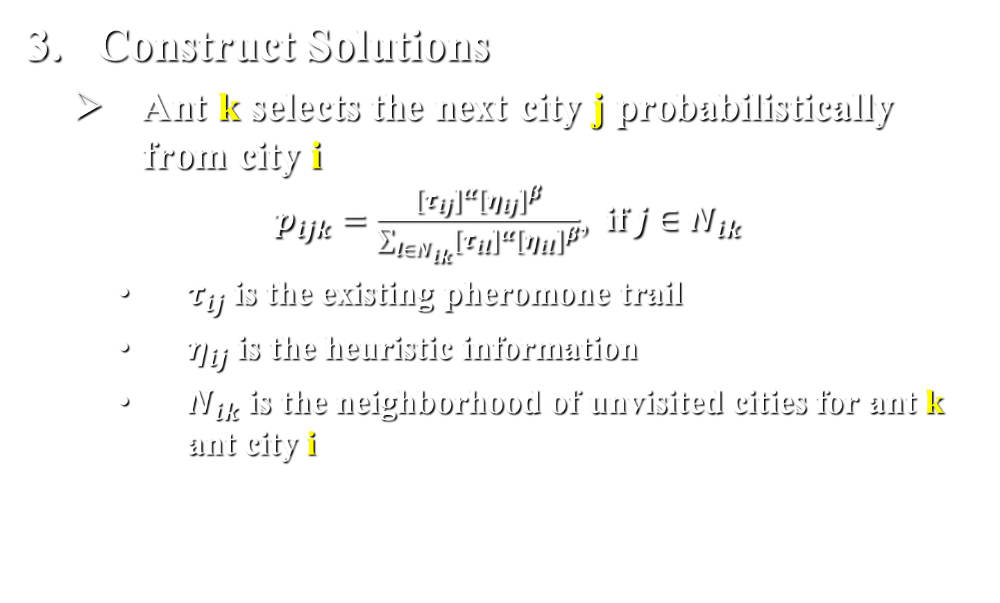 3. Construct Solutions
➢ Ant k selects the next city j probabilistically
from city i
$p_{ijk} = \frac{[\tau_{ij}]^{\alpha}[\eta_{ij}]^{\beta}}{\sum_{l \in N_{ik}} [\tau_{il}]^{\alpha}[\eta_{il}]^{\beta}}$, if $j \in N_{ik}$
• $\tau_{ij}$ is the existing pheromone trail
• $\eta_{ij}$ is the heuristic information
• $N_{ik}$ is the neighborhood of unvisited cities for ant k
ant city i